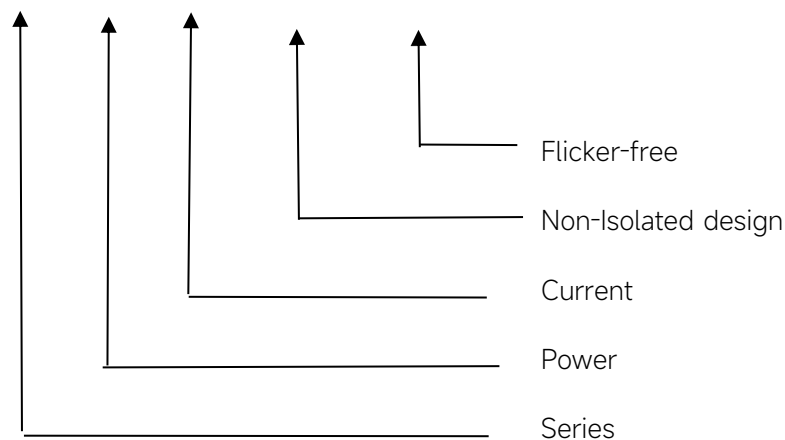 Flicker-free
Non-Isolated design
Current
Power
Series